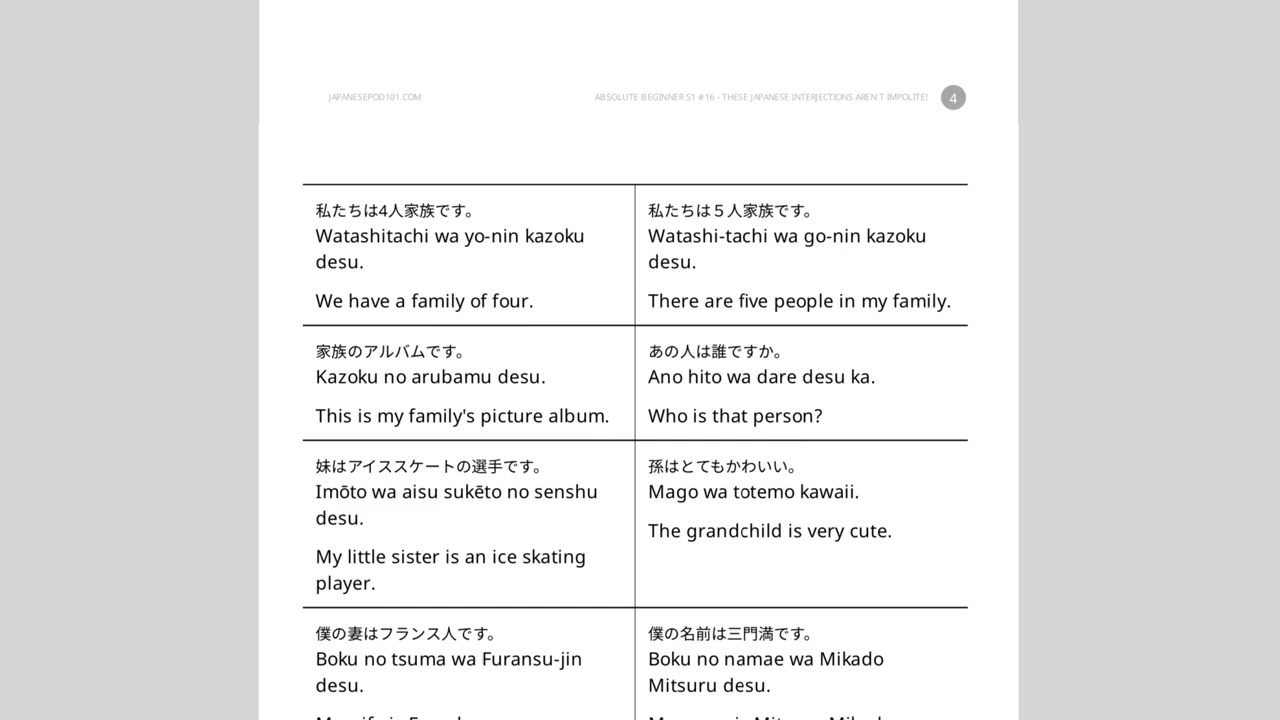 JAPANESEPOD101.COM
ABSOLUTE BEGINNER S1 #16 - THESE JAPANESE INTERJECTIONS AREN'T IMPOLITE!
4
私たちは4人家族です。
Watashitachi wa yo-nin kazoku
desu.
We have a family of four.
私たちは５人家族です。
Watashi-tachi wa go-nin kazoku
desu.
There are five people in my family.
家族のアルバムです。
Kazoku no arubamu desu.
This is my family's picture album.
あの人は誰ですか。
Ano hito wa dare desu ka.
Who is that person?
妹はアイススケートの選手です。
Imōto wa aisu sukēto no senshu
desu.
My little sister is an ice skating
player.
孫はとてもかわいい。
Mago wa totemo kawaii.
The grandchild is very cute.
僕の妻はフランス人です。
Boku no tsuma wa Furansu-jin
desu.
僕の名前は三門満です。
Boku no namae wa Mikado
Mitsuru desu.